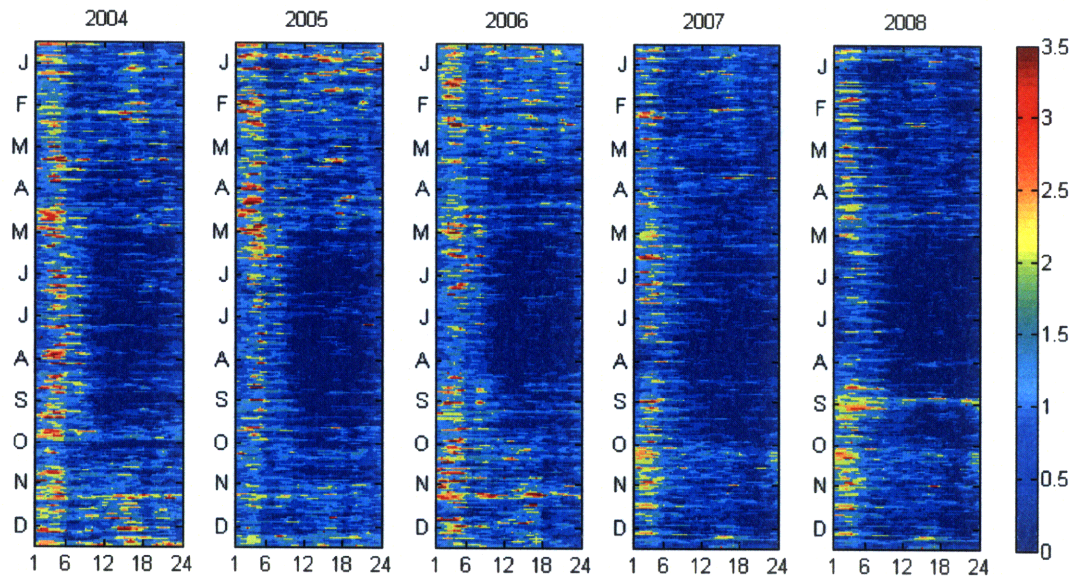 2004 2005 2006 2007 2008
J J J J J 3.5
F F F F F 3
M M M M M
A A A A A 2.5
M M M M M 2
J J J J J
J J J J J 1.5
A A A A A
S S S S S 1
O O O O O
N N N N N 0.5
D D D D D
0
1 6 12 18 24 1 6 12 18 24 1 6 12 18 24 1 6 12 18 24 1 6 12 18 24